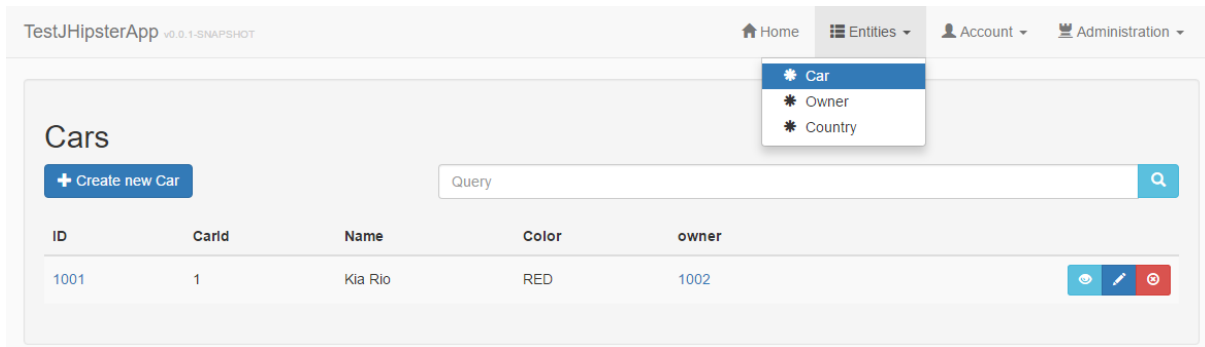 TestJHipsterApp v0.0.1-SNAPSHOT Home Entities Account Administration
Car
Owner
Country
Cars
Create new Car Query
ID CarId Name Color owner
1001 1 Kia Rio RED 1002